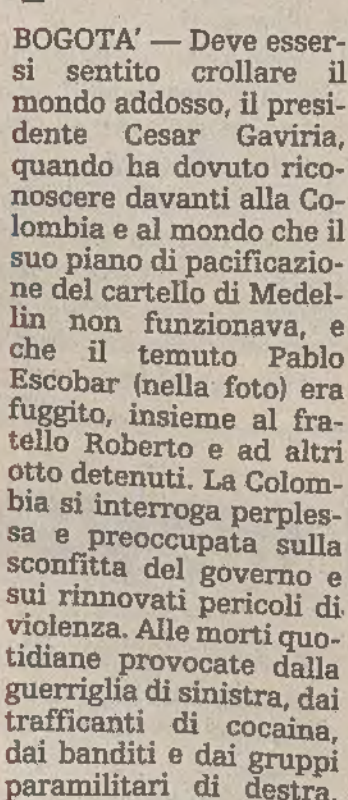 BOGOTA' — Deve esser-
si sentito crollare il
mondo addosso, il presi-
dente Cesar Gaviria,
quando ha dovuto rico-
noscere davanti alla Co-
lombia e al mondo che il
suo piano di pacificazio-
ne del cartello di Medel-
lin non funzionava, e
che il temuto Pablo
Escobar (nella foto) era
fuggito, insieme al fra-
tello Roberto e ad altri
otto detenuti. La Colom-
bia si interroga perples-
sa e preoccupata sulla
sconfitta del governo e
sui rinnovati pericoli di
violenza. Alle morti quo-
tidiane provocate dalla
guerriglia di sinistra, dai
trafficanti di cocaina,
dai banditi e dai gruppi
paramilitari di destra,